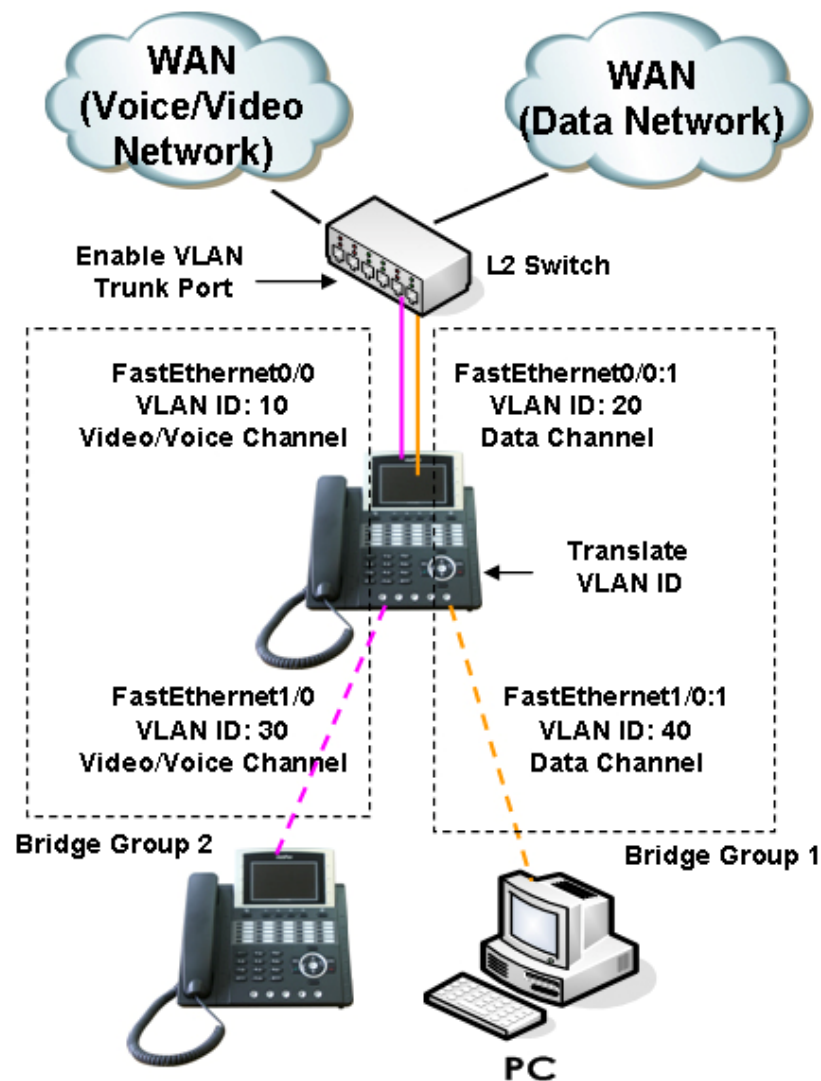 WAN
(Voice/Video
Network)
WAN
(Data Network)
Enable VLAN
Trunk Port
L2 Switch
FastEthernet0/0
VLAN ID: 10
Video/Voice Channel
FastEthernet0/0:1
VLAN ID: 20
Data Channel
Translate
VLAN ID
FastEthernet1/0
VLAN ID: 30
Video/Voice Channel
FastEthernet1/0:1
VLAN ID: 40
Data Channel
Bridge Group 2
Bridge Group 1
PC